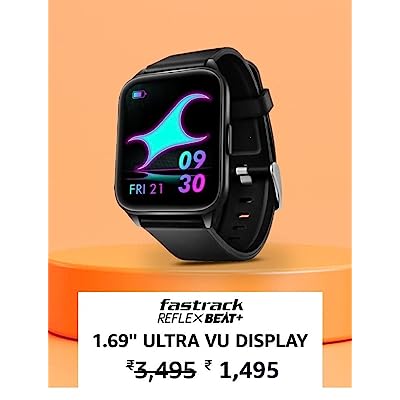 09
FRI 21 30
fastrack
REFLEX BEAT+
1.69" ULTRA VU DISPLAY
₹3,495 ₹ 1,495